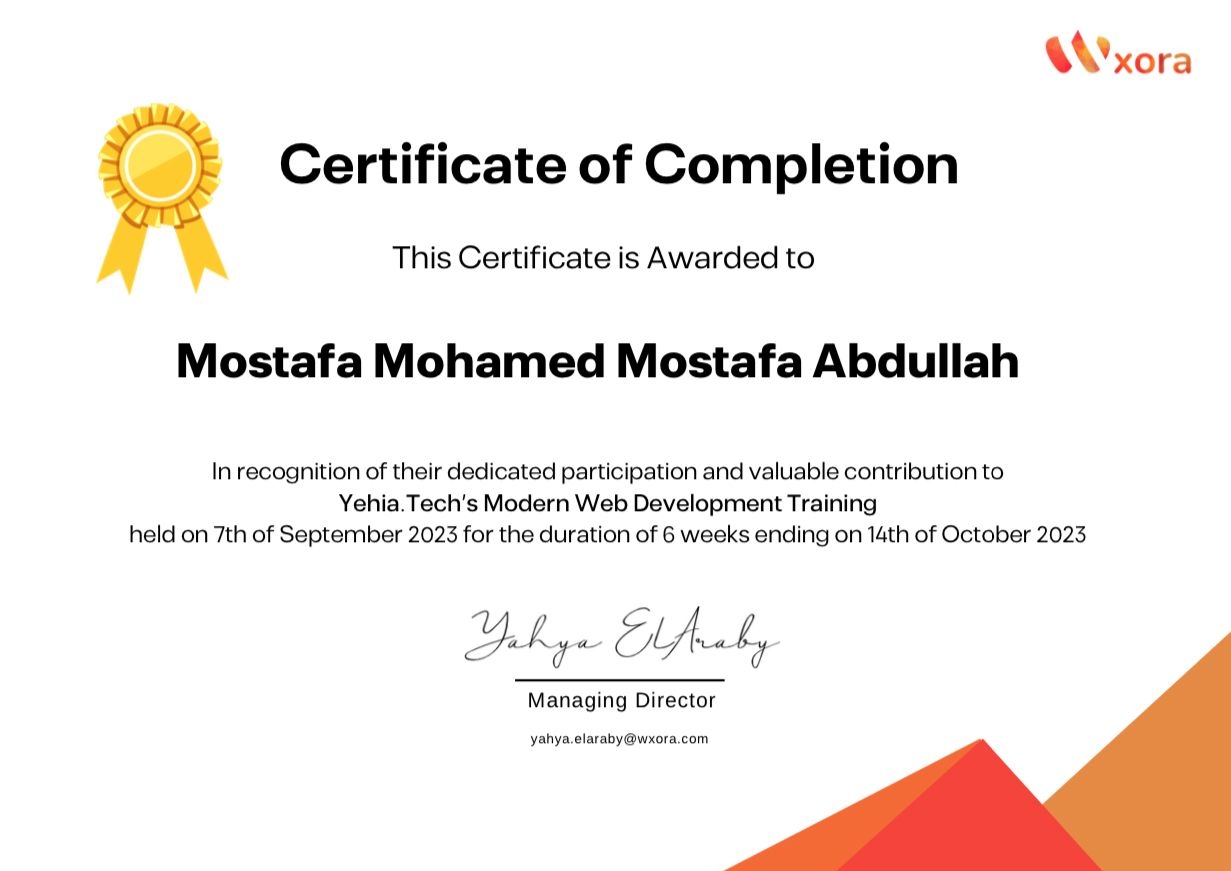 Wxora
Certificate of Completion
This Certificate is Awarded to
Mostafa Mohamed Mostafa Abdullah
In recognition of their dedicated participation and valuable contribution to
Yehia.Tech's Modern Web Development Training
held on 7th of September 2023 for the duration of 6 weeks ending on 14th of October 2023
Yahya ElAraby
Managing Director
yahya.elaraby@wxora.com